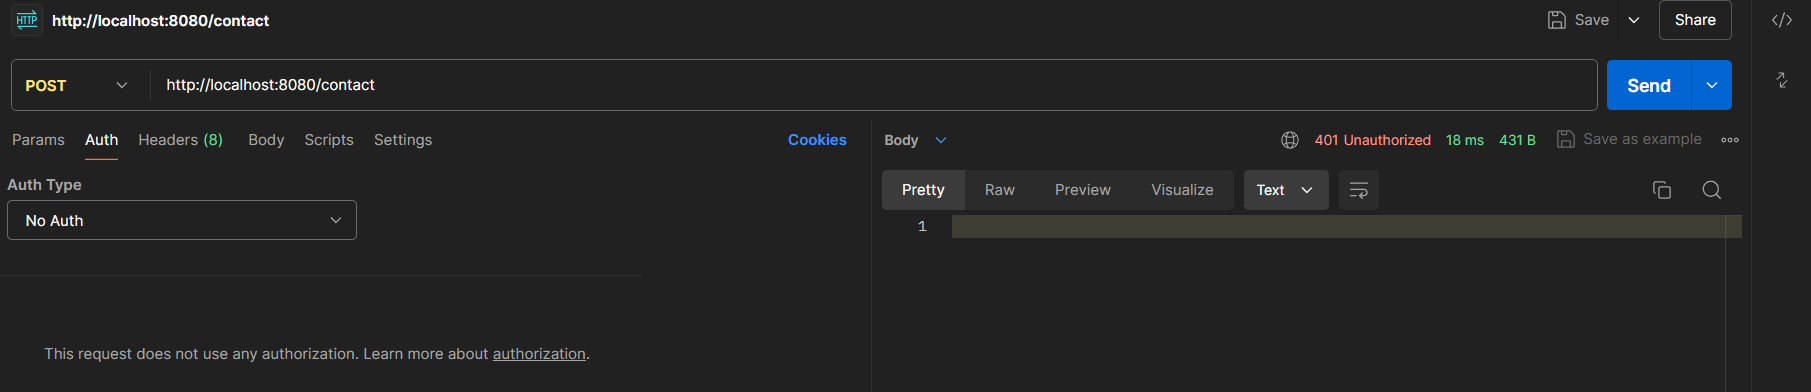 HTTP http://localhost:8080/contact Save Share </>
POST http://localhost:8080/contact Send
Params Auth Headers (8) Body Scripts Settings Cookies
Auth Type
No Auth
This request does not use any authorization. Learn more about authorization.
Body 401 Unauthorized 18 ms 431 B Save as example
Pretty Raw Preview Visualize Text
1